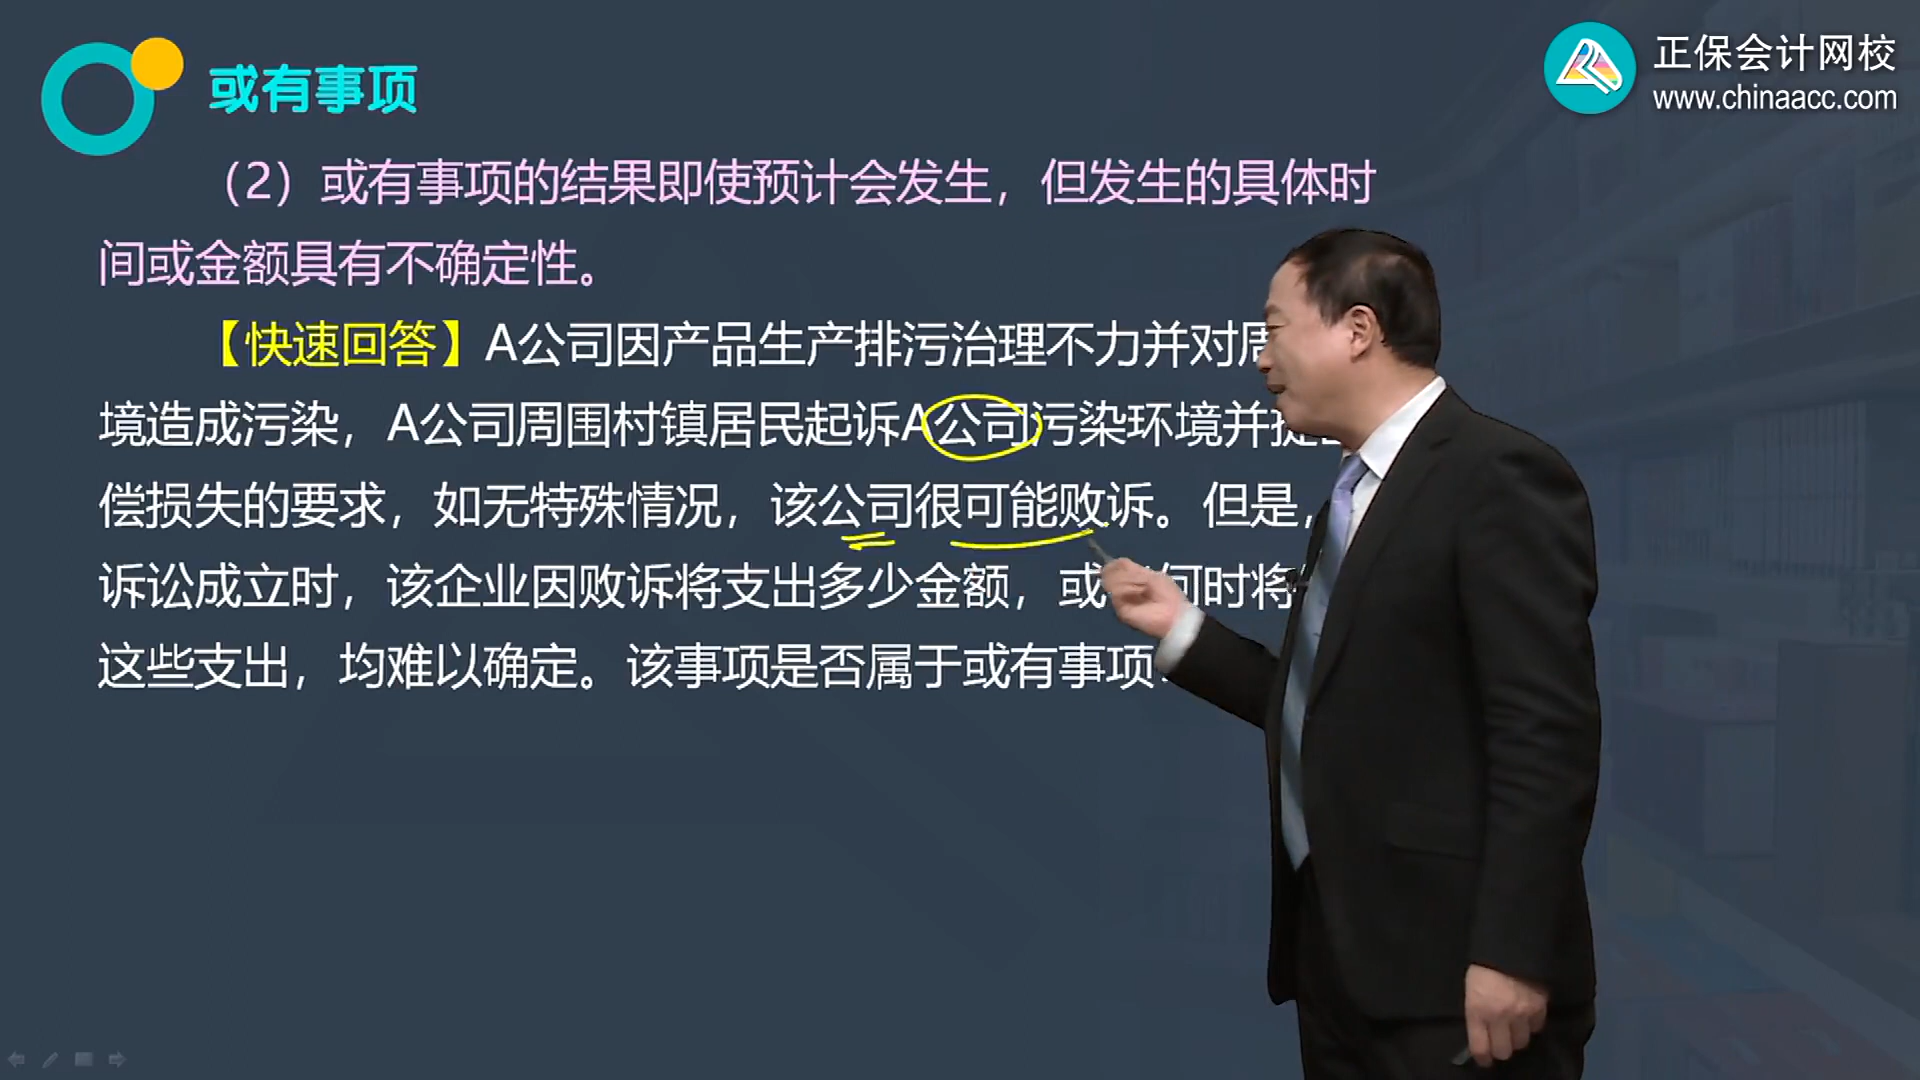 或有事项
正保会计网校
www.chinaacc.com
（2）或有事项的结果即使预计会发生，但发生的具体时
间或金额具有不确定性。
【快速回答】A公司因产品生产排污治理不力并对周
境造成污染，A公司周围村镇居民起诉A公司污染环境并提
偿损失的要求，如无特殊情况，该公司很可能败诉。但是，
诉讼成立时，该企业因败诉将支出多少金额，或 何时将
这些支出，均难以确定。该事项是否属于或有事项